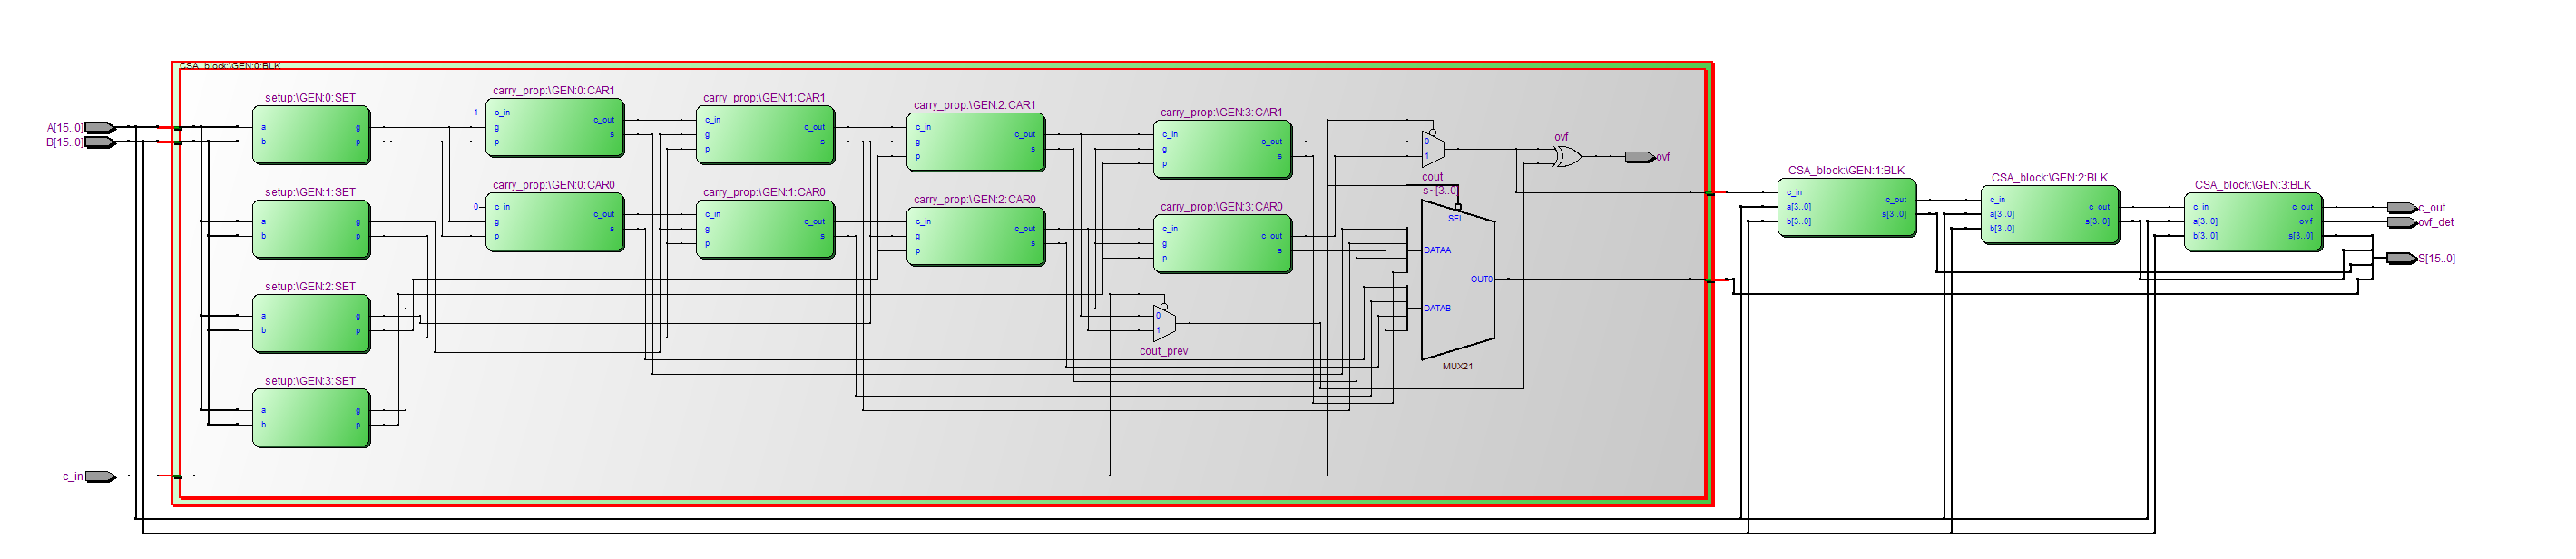 CSA_block:\GEN:0:BLK
A[15..0]
B[15..0]
c_in
setup:\GEN:0:SET
a g
b p
setup:\GEN:1:SET
a g
b p
setup:\GEN:2:SET
a g
b p
setup:\GEN:3:SET
a g
b p
carry_prop:\GEN:0:CAR1
1 c_in
g c_out
p s
carry_prop:\GEN:0:CAR0
0 c_in
g c_out
p s
carry_prop:\GEN:1:CAR1
c_in
g c_out
p s
carry_prop:\GEN:1:CAR0
c_in
g c_out
p s
carry_prop:\GEN:2:CAR1
c_in
g c_out
p s
carry_prop:\GEN:2:CAR0
c_in
g c_out
p s
carry_prop:\GEN:3:CAR1
c_in
g c_out
p s
carry_prop:\GEN:3:CAR0
c_in
g c_out
p s
0
1
cout_prev
0
1
cout
s~[3..0]
SEL
DATAA
OUT0
DATAB
MUX21
ovf
ovf
CSA_block:\GEN:1:BLK
c_in c_out
a[3..0] s[3..0]
b[3..0]
CSA_block:\GEN:2:BLK
c_in c_out
a[3..0] s[3..0]
b[3..0]
CSA_block:\GEN:3:BLK
c_in c_out
a[3..0] ovf
b[3..0] s[3..0]
c_out
ovf_det
S[15..0]